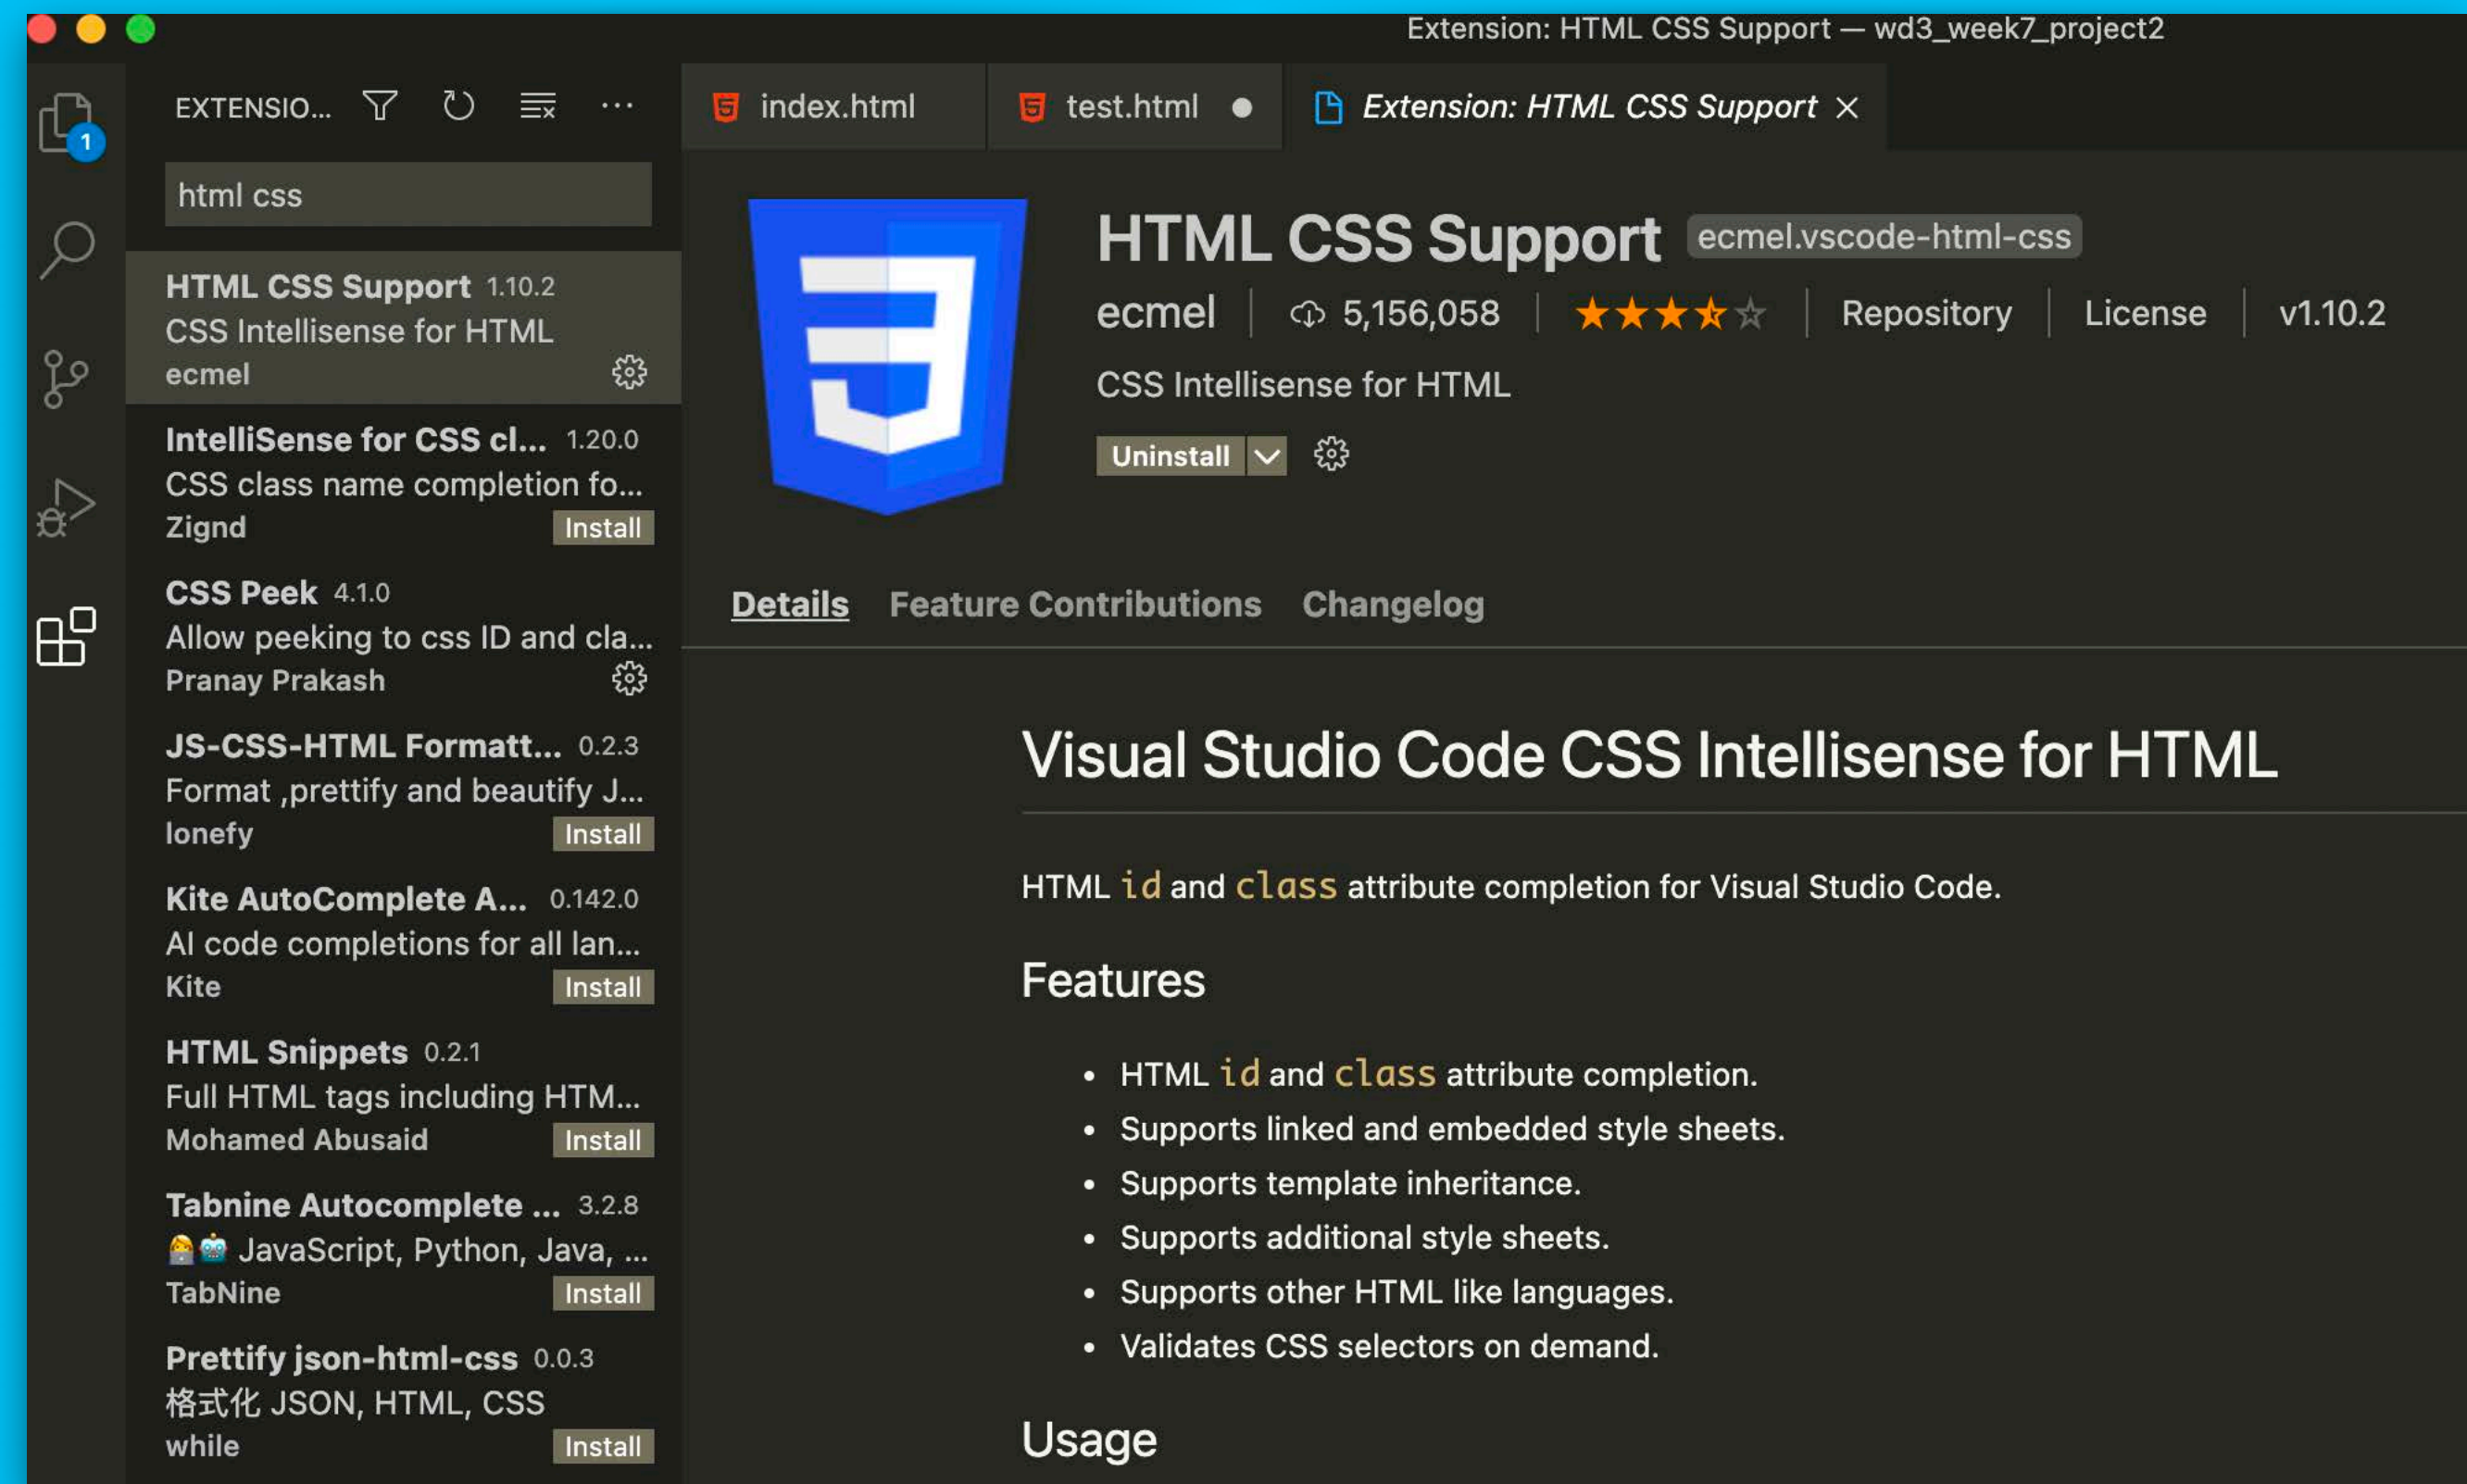 Extension: HTML CSS Support — wd3_week7_project2
EXTENSIO...
index.html
test.html
Extension: HTML CSS Support
1
html css
HTML CSS Support 1.10.2
CSS Intellisense for HTML
ecmel
IntelliSense for CSS cl... 1.20.0
CSS class name completion fo...
Zignd Install
CSS Peek 4.1.0
Allow peeking to css ID and cla...
Pranay Prakash
JS-CSS-HTML Formatt... 0.2.3
Format ,prettify and beautify J...
lonefy Install
Kite AutoComplete A... 0.142.0
AI code completions for all lan...
Kite Install
HTML Snippets 0.2.1
Full HTML tags including HTM...
Mohamed Abusaid Install
Tabnine Autocomplete ... 3.2.8
JavaScript, Python, Java, ...
TabNine Install
Prettify json-html-css 0.0.3
格式化 JSON, HTML, CSS
while Install
HTML CSS Support ecmel.vscode-html-css
ecmel 5,156,058 Repository License v1.10.2
CSS Intellisense for HTML
Uninstall
Details Feature Contributions Changelog
Visual Studio Code CSS Intellisense for HTML
HTML id and class attribute completion for Visual Studio Code.
Features
• HTML id and class attribute completion.
• Supports linked and embedded style sheets.
• Supports template inheritance.
• Supports additional style sheets.
• Supports other HTML like languages.
• Validates CSS selectors on demand.
Usage